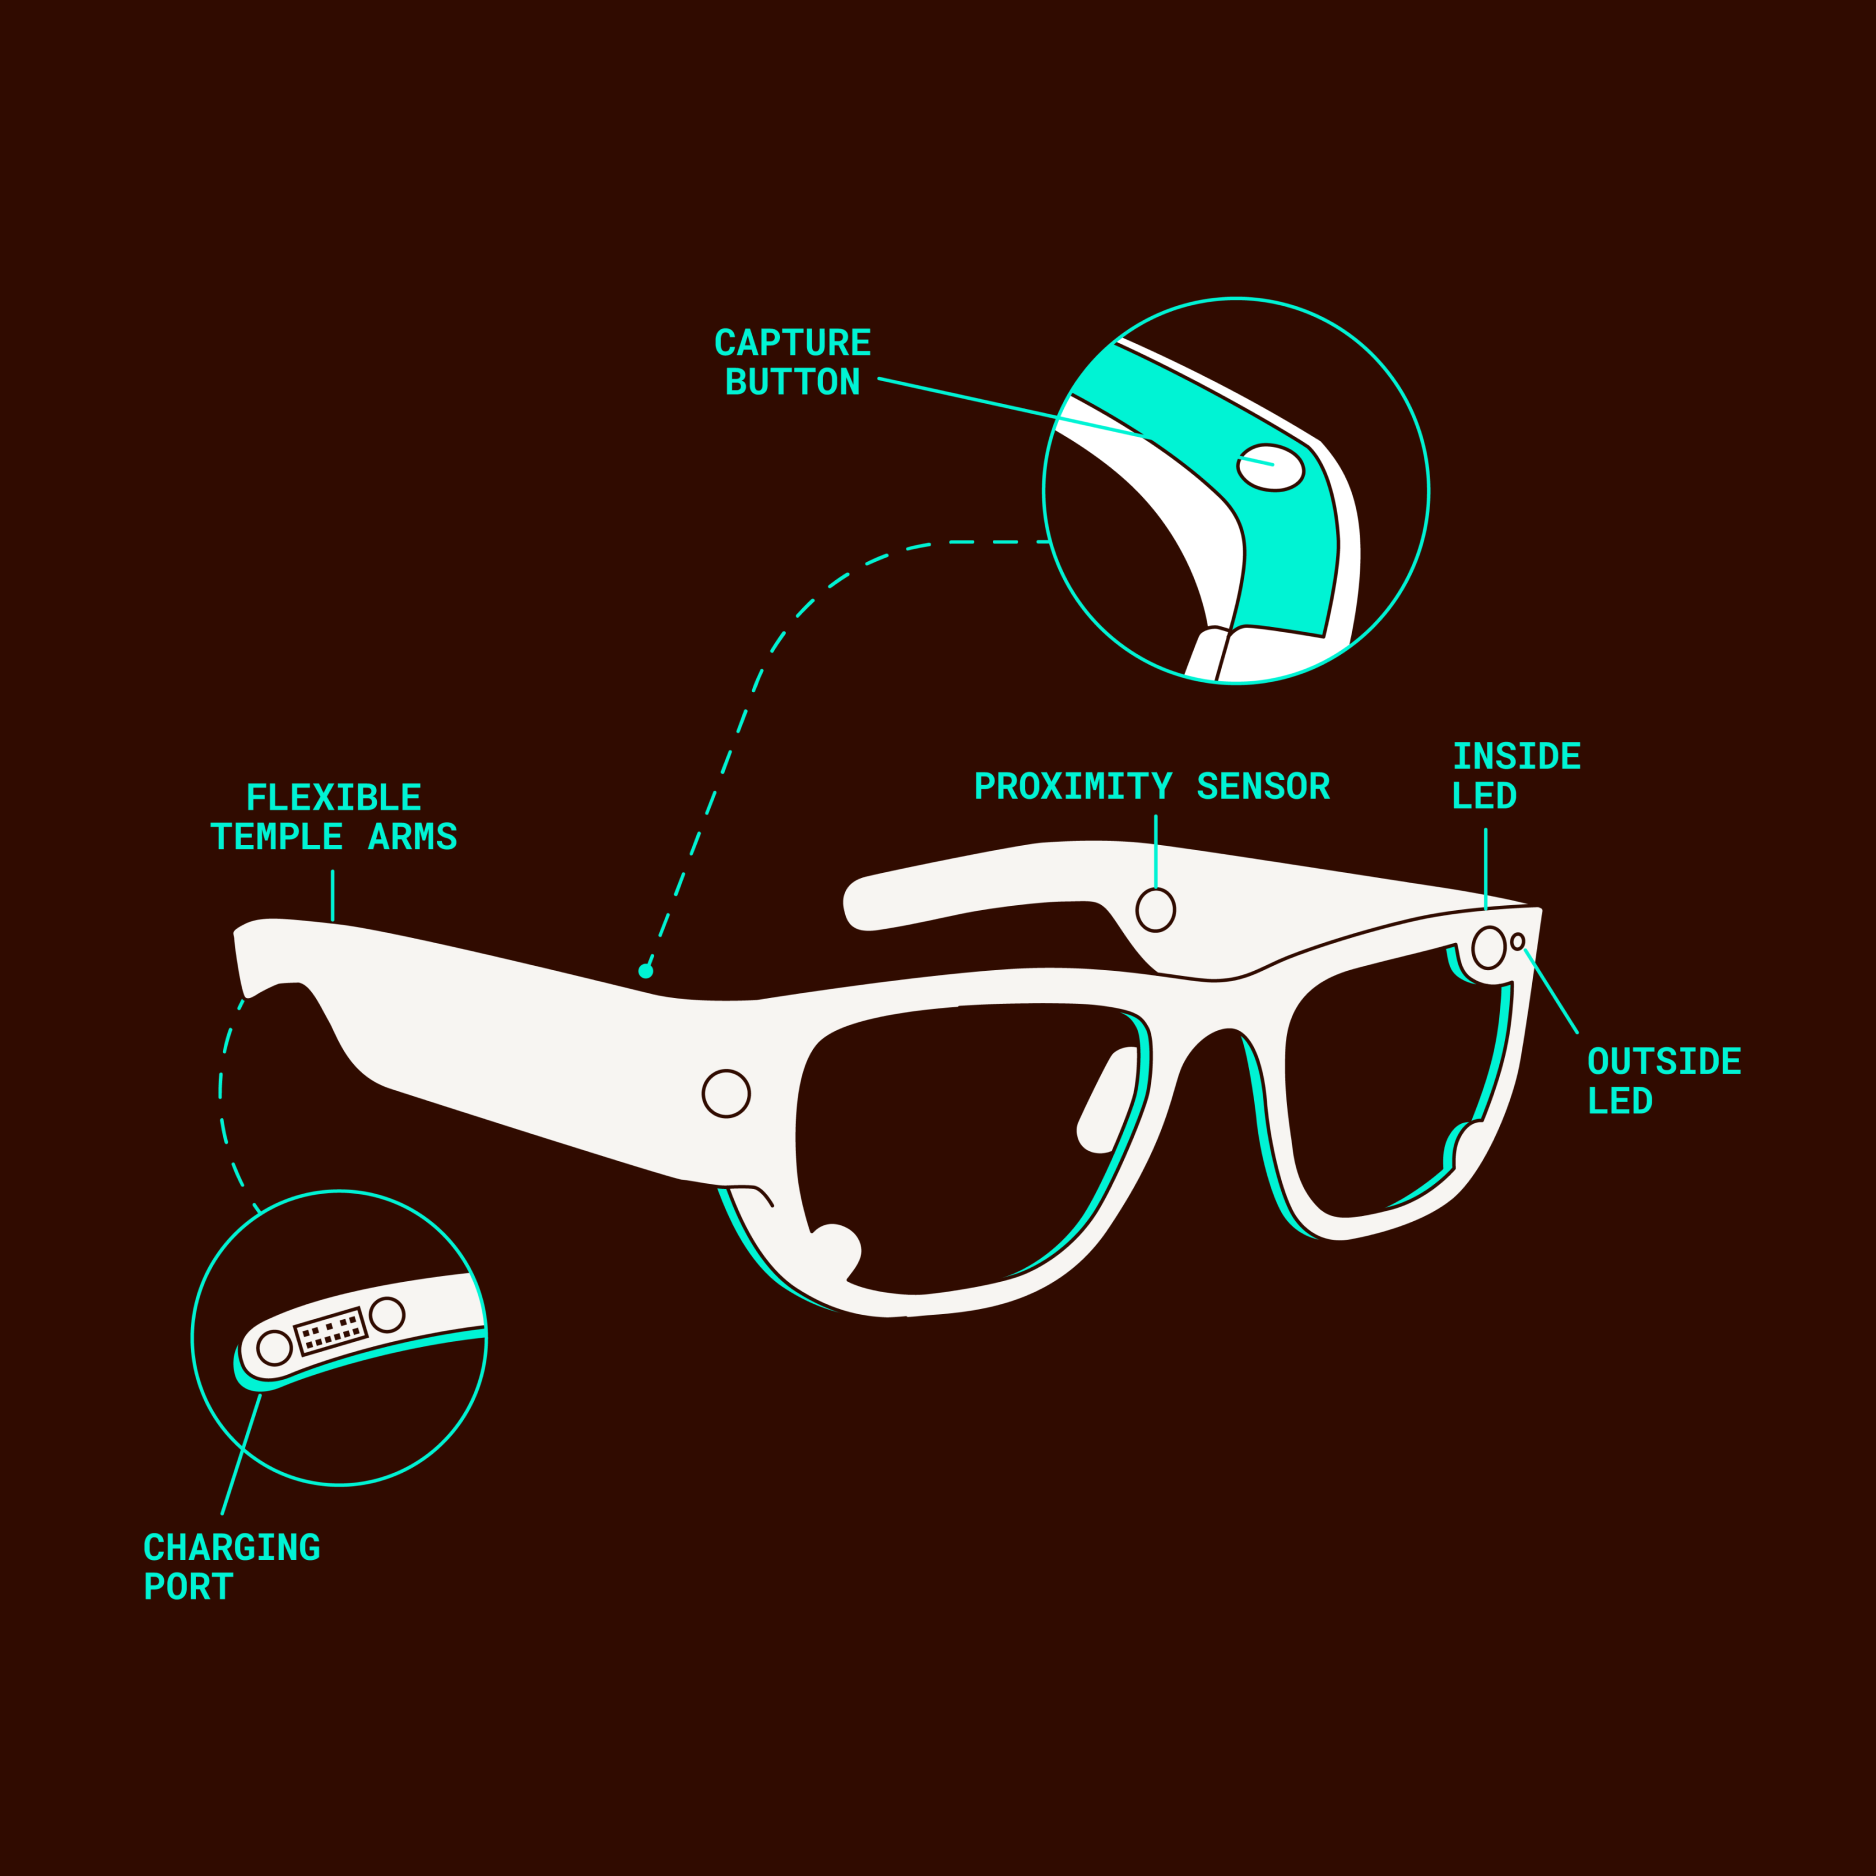 CAPTURE
BUTTON
INSIDE
LED
PROXIMITY SENSOR
FLEXIBLE
TEMPLE ARMS
OUTSIDE
LED
CHARGING
PORT